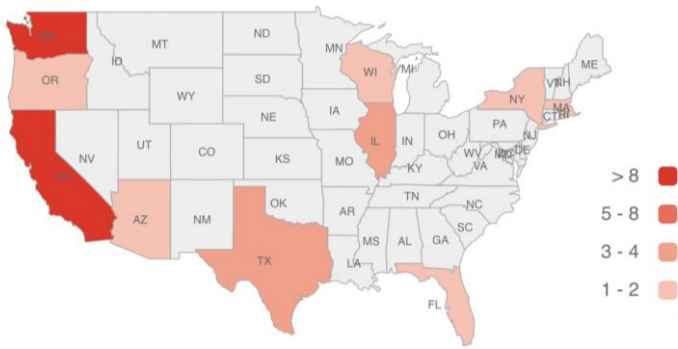 WA
MT
ND
MN
ME
ID
MI
VT
NH
OR
SD
WI
NY
MA
WY
CT
RI
IA
PA
NE
NJ
NV
UT
IL
IN
OH
DE
CO
KS
MO
WV
KY
VA
> 8
TN
NC
5 - 8
AZ
NM
OK
AR
SC
MS
AL
GA
3 - 4
TX
LA
1 - 2
FL